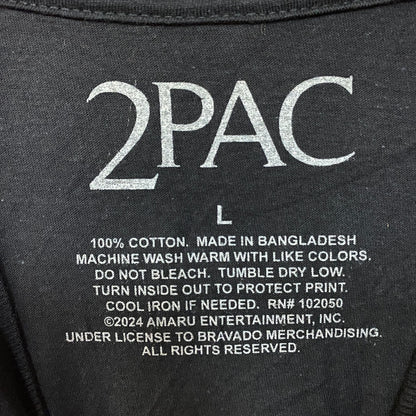 2PAC
L
100% COTTON. MADE IN BANGLADESH
MACHINE WASH WARM WITH LIKE COLORS.
DO NOT BLEACH. TUMBLE DRY LOW.
TURN INSIDE OUT TO PROTECT PRINT.
COOL IRON IF NEEDED. RN# 102050
©2024 AMARU ENTERTAINMENT, INC.
UNDER LICENSE TO BRAVADO MERCHANDISING.
ALL RIGHTS RESERVED.